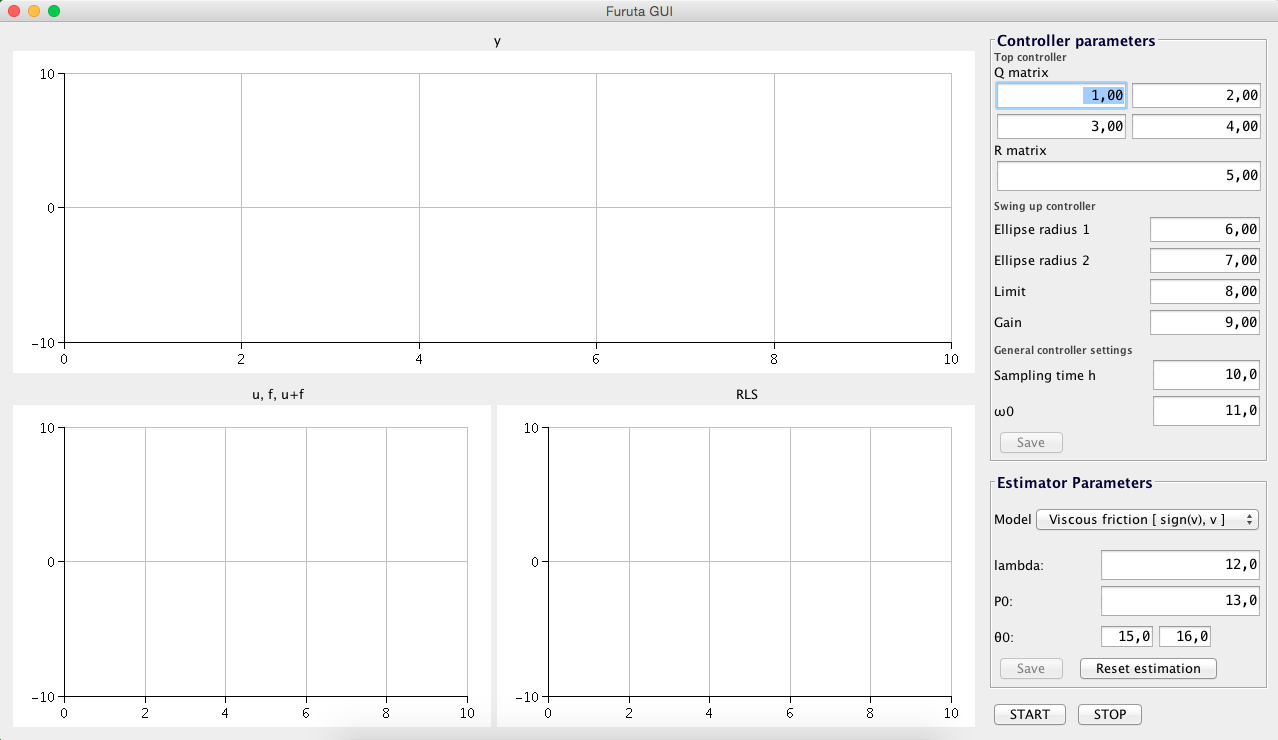 Furuta GUI
y
10
0
−10
0 2 4 6 8 10
u, f, u+f
10
0
−10
0 2 4 6 8 10
RLS
10
0
−10
0 2 4 6 8 10
Controller parameters
Top controller
Q matrix
1,00 2,00
3,00 4,00
R matrix
5,00
Swing up controller
Ellipse radius 1 6,00
Ellipse radius 2 7,00
Limit 8,00
Gain 9,00
General controller settings
Sampling time h 10,0
ω0 11,0
Save
Estimator Parameters
Model Viscous friction [ sign(v), v ]
lambda: 12,0
P0: 13,0
θ0: 15,0 16,0
Save Reset estimation
START STOP